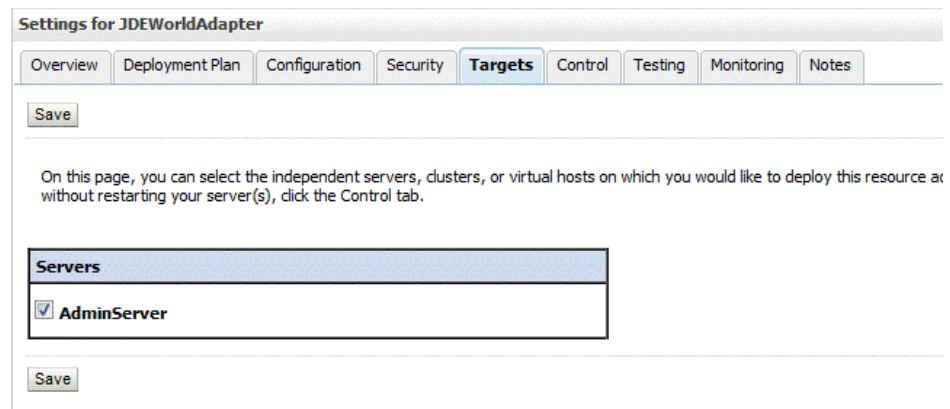 Settings for JDEWorldAdapter
Overview Deployment Plan Configuration Security Targets Control Testing Monitoring Notes
Save
On this page, you can select the independent servers, clusters, or virtual hosts on which you would like to deploy this resource
without restarting your server(s), click the Control tab.
Servers
AdminServer
Save